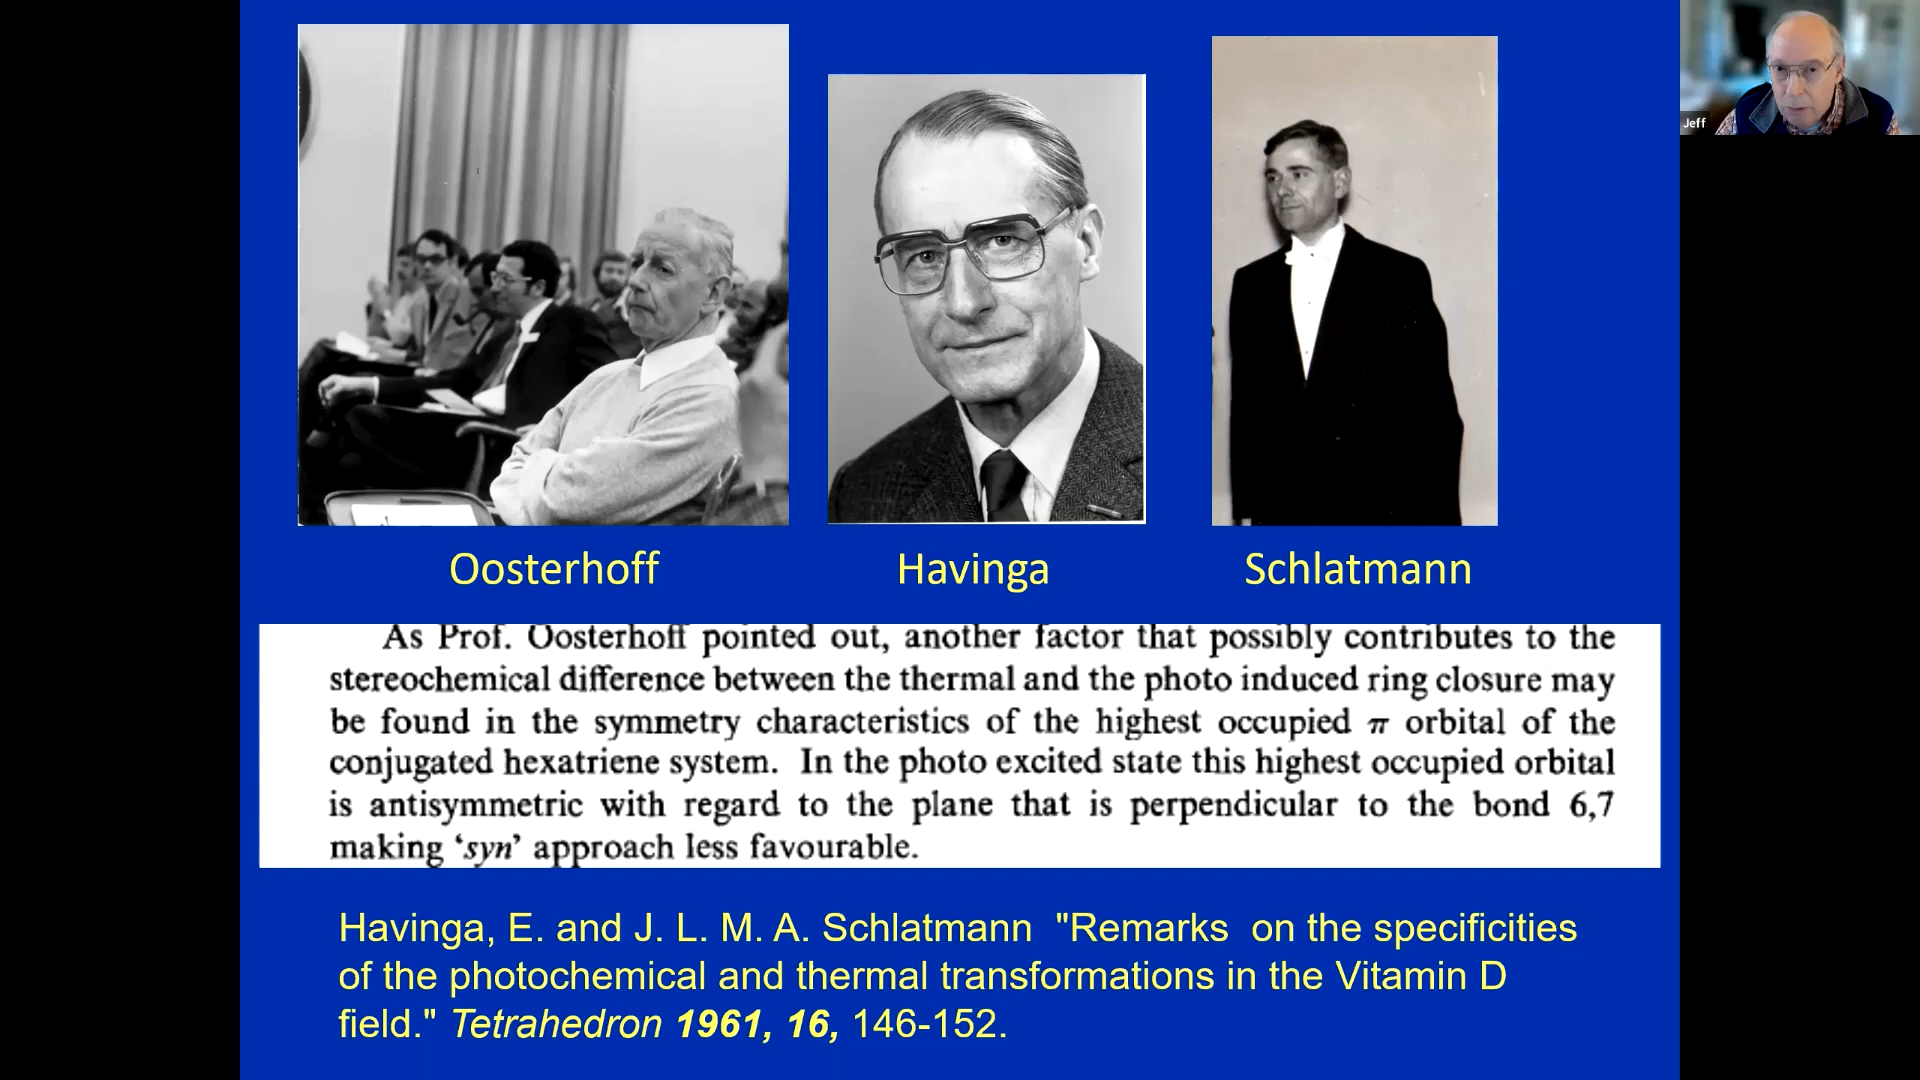 Jeff
Oosterhoff
Havinga
Schlatmann
As Prof. Oosterhoff pointed out, another factor that possibly contributes to the
stereochemical difference between the thermal and the photo induced ring closure may
be found in the symmetry characteristics of the highest occupied π orbital of the
conjugated hexatriene system. In the photo excited state this highest occupied orbital
is antisymmetric with regard to the plane that is perpendicular to the bond 6,7
making ‘syn’ approach less favourable.
Havinga, E. and J. L. M. A. Schlatmann "Remarks on the specificities
of the photochemical and thermal transformations in the Vitamin D
field." Tetrahedron 1961, 16, 146-152.